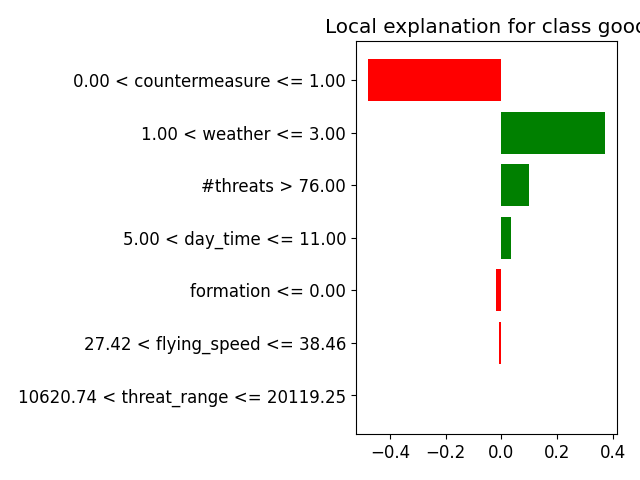 Local explanation for class good
0.00 < countermeasure <= 1.00
1.00 < weather <= 3.00
#threats > 76.00
5.00 < day_time <= 11.00
formation <= 0.00
27.42 < flying_speed <= 38.46
10620.74 < threat_range <= 20119.25
−0.4 −0.2 0.0 0.2 0.4